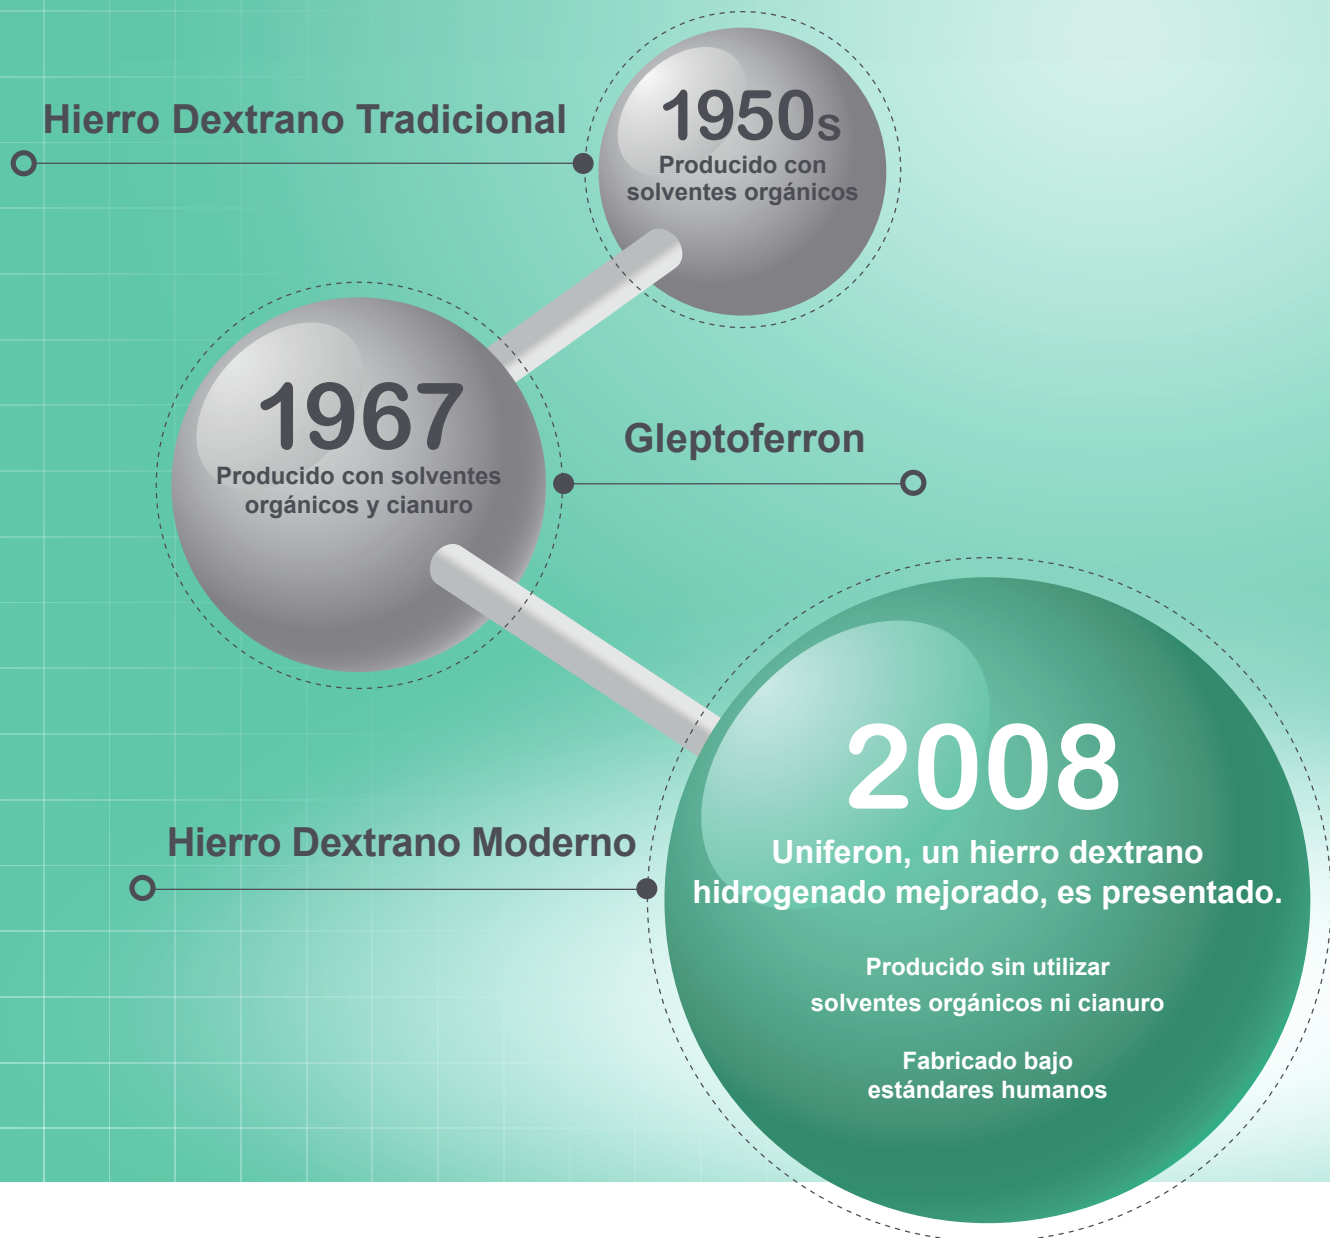 Hierro Dextrano Tradicional
1950s
Producido con
solventes orgánicos
1967
Producido con solventes
orgánicos y cianuro
Gleptoferron
Hierro Dextrano Moderno
2008
Uniferon, un hierro dextrano
hidrogenado mejorado, es presentado.
Producido sin utilizar
solventes orgánicos ni cianuro
Fabricado bajo
estándares humanos